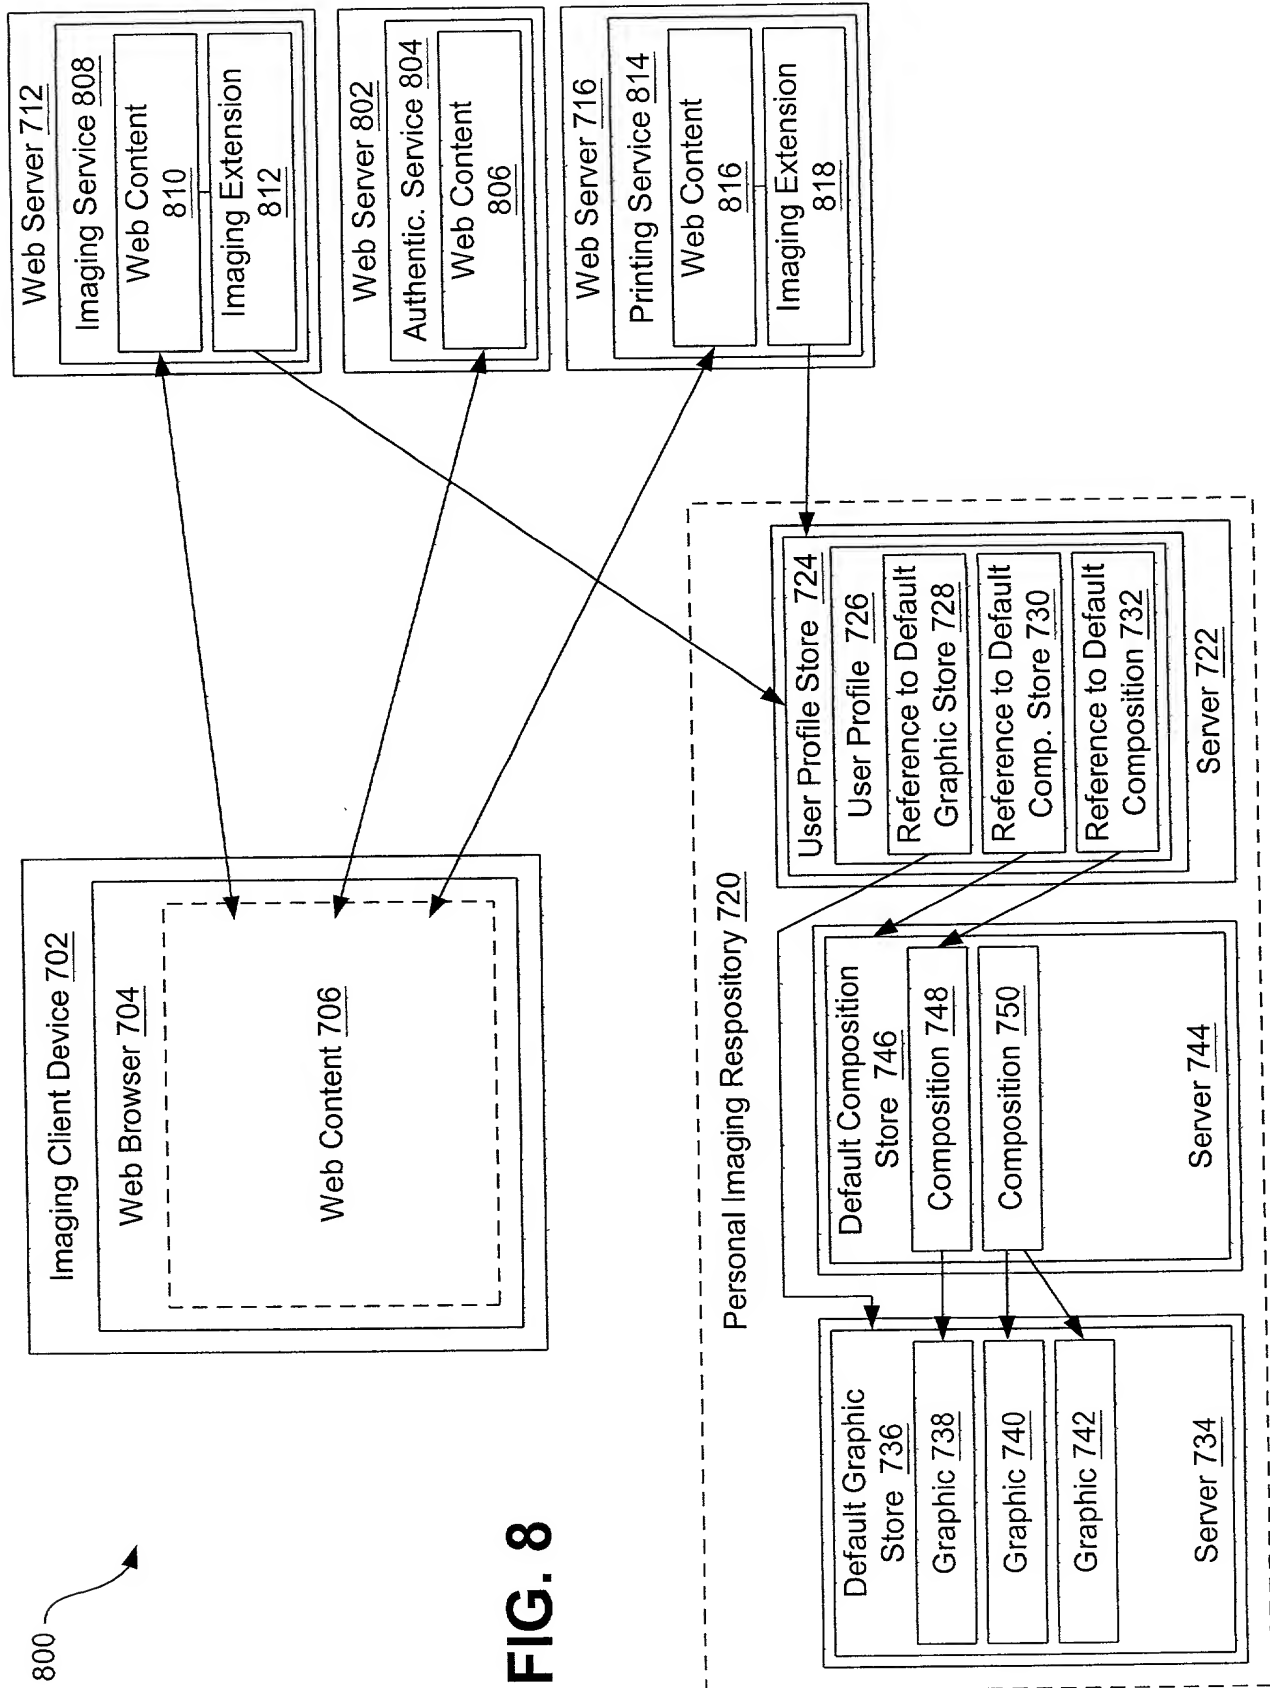 800
FIG. 8
Imaging Client Device 702
Web Browser 704
Web Content 706
Web Server 712
Imaging Service 808
Web Content
810
Imaging Extension
812
Web Server 802
Authentic. Service 804
Web Content
806
Web Server 716
Printing Service 814
Web Content
816
Imaging Extension
818
Personal Imaging Respository 720
Default Graphic
Store 736
Graphic 738
Graphic 740
Graphic 742
Server 734
Default Composition
Store 746
Composition 748
Composition 750
Server 744
User Profile Store 724
User Profile 726
Reference to Default
Graphic Store 728
Reference to Default
Comp. Store 730
Reference to Default
Composition 732
Server 722